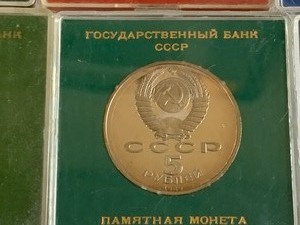 ГОСУДАРСТВЕННЫЙ БАНК
СССР
СССР
5
РУБЛЕЙ
ПАМЯТНАЯ МОНЕТА